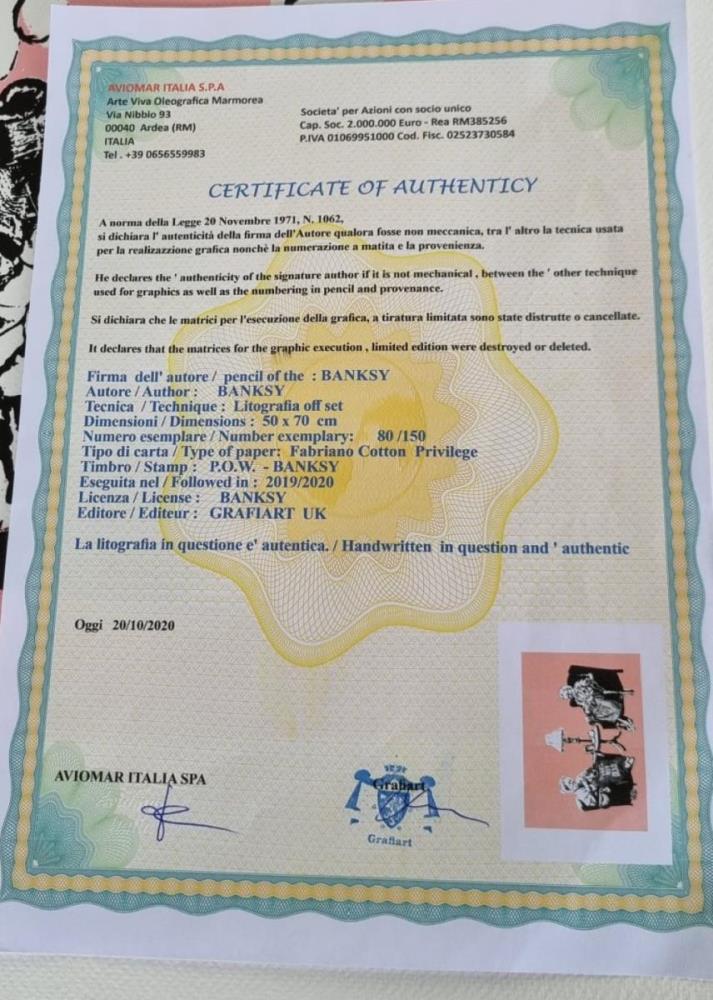 AVIOMAR ITALIA S.P.A
Arte Viva Oleografica Marmorea
Via Nibbio 93
00040 Ardea (RM)
ITALIA
Tel . +39 0656559983
Societa' per Azioni con socio unico
Cap. Soc. 2.000.000 Euro - Rea RM385256
P.IVA 01069951000 Cod. Fisc. 02523730584
CERTIFICATE OF AUTHENTICY
A norma della Legge 20 Novembre 1971, N. 1062,
si dichiara l' autenticità della firma dell'Autore qualora fosse non meccanica, tra l' altro la tecnica usata
per la realizazzione grafica nonchè la numerazione a matita e la provenienza.
He declares the ' authenticity of the signature author if it is not mechanical , between the ' other technique
used for graphics as well as the numbering in pencil and provenance.
Si dichiara che le matrici per l'esecuzione della grafica, a tiratura limitata sono state distrutte o cancellate.
It declares that the matrices for the graphic execution , limited edition were destroyed or deleted.
Firma dell' autore / pencil of the : BANKSY
Autore / Author : BANKSY
Tecnica / Technique : Litografia off set
Dimensioni / Dimensions : 50 x 70 cm
Numero esemplare / Number exemplary: 80 /150
Tipo di carta / Type of paper: Fabriano Cotton Privilege
Timbro / Stamp : P.O.W. - BANKSY
Eseguita nel / Followed in : 2019/2020
Licenza / License : BANKSY
Editore / Editeur : GRAFIART UK
La litografia in questione e' autentica. / Handwritten in question and ' authentic
Oggi 20/10/2020
AVIOMAR ITALIA SPA
Grafiart
Grafiart